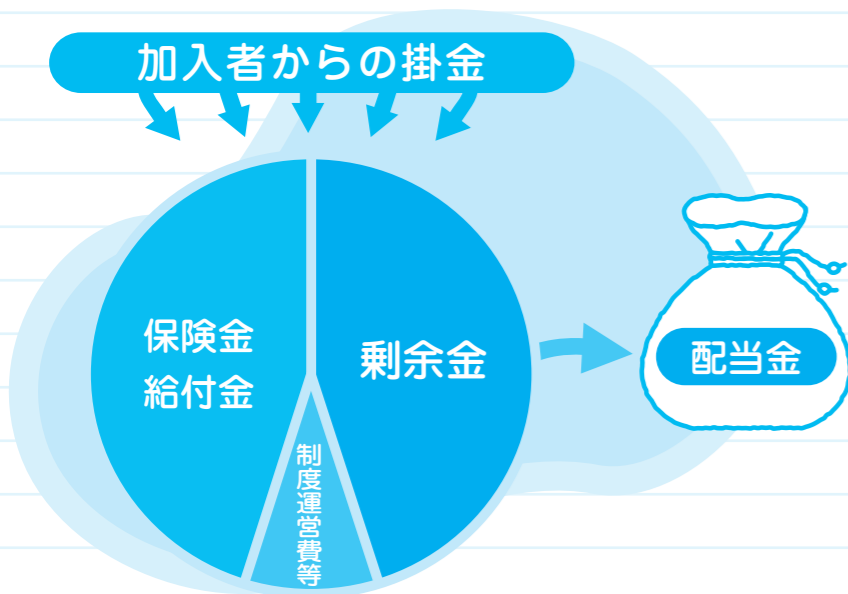 加入者からの掛金
保険金
給付金
剰余金
配当金
制度運営費等